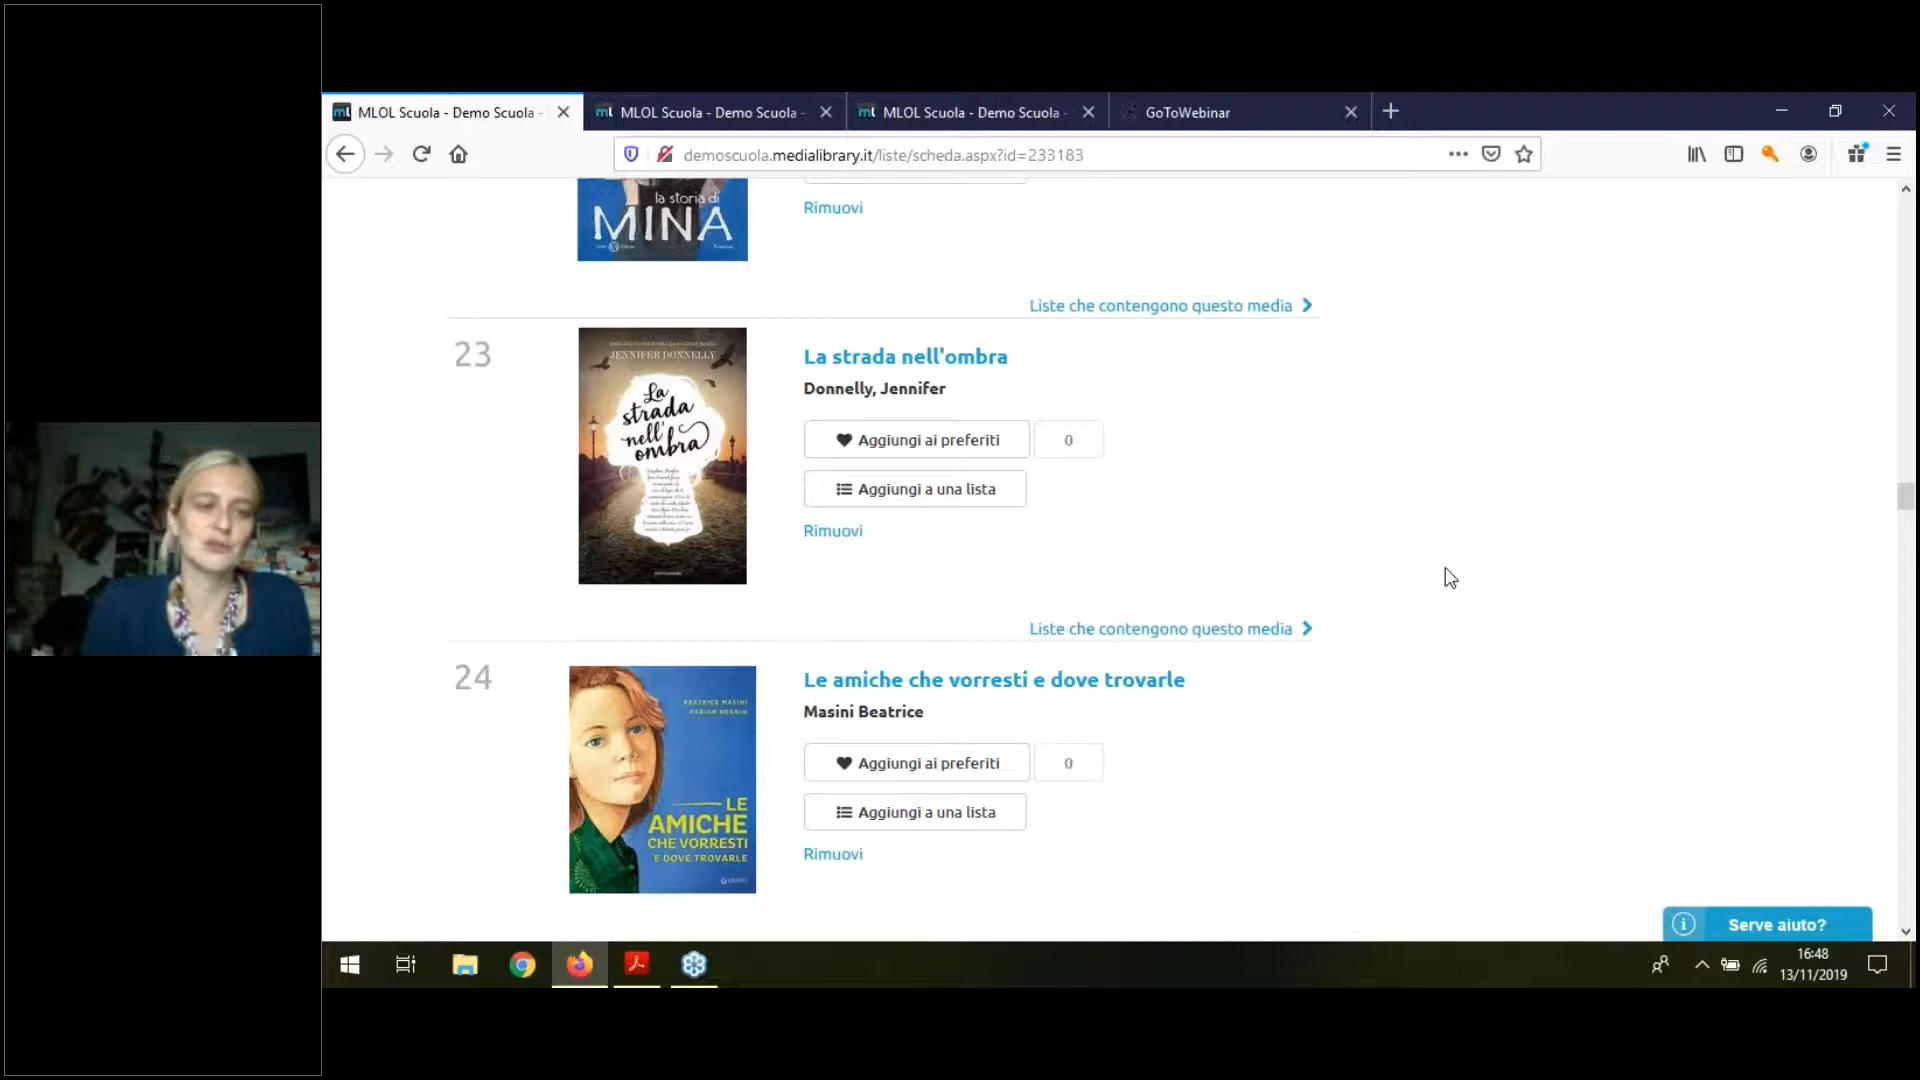 MLOL Scuola - Demo Scuola -
MLOL Scuola - Demo Scuola -
MLOL Scuola - Demo Scuola -
GoToWebinar
demoscuola.medialibrary.it/liste/scheda.aspx?id=233183
la storia di
MINA
Rimuovi
Liste che contengono questo media
23
JENNIFER DONNELLY
La
strada
nell'
ombra
La strada nell'ombra
Donnelly, Jennifer
Aggiungi ai preferiti
0
Aggiungi a una lista
Rimuovi
Liste che contengono questo media
24
BEATRICE MASINI
FABIAN NEGRIN
LE
AMICHE
CHE VORRESTI
E DOVE TROVARLE
Le amiche che vorresti e dove trovarle
Masini Beatrice
Aggiungi ai preferiti
0
Aggiungi a una lista
Rimuovi
Serve aiuto?
16:48
13/11/2019